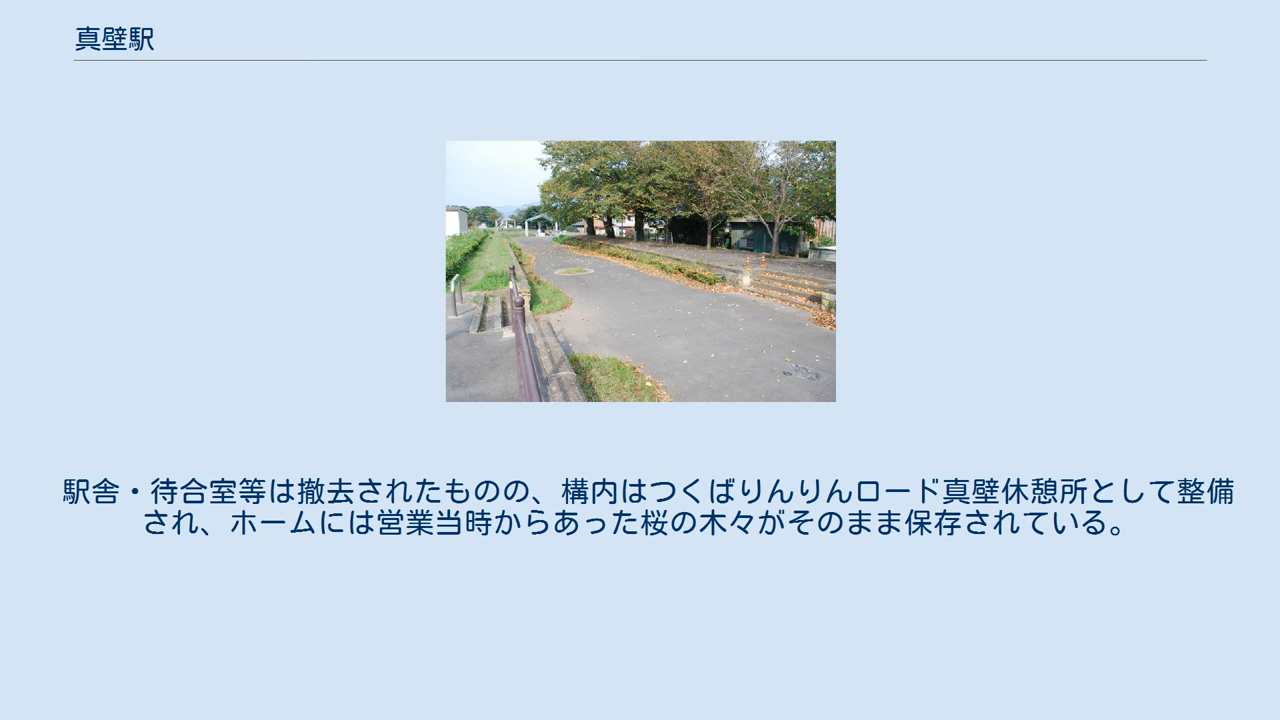 真壁駅
駅舎・待合室等は撤去されたものの、構内はつくばりんりんロード真壁休憩所として整備
され、ホームには営業当時からあった桜の木々がそのまま保存されている。